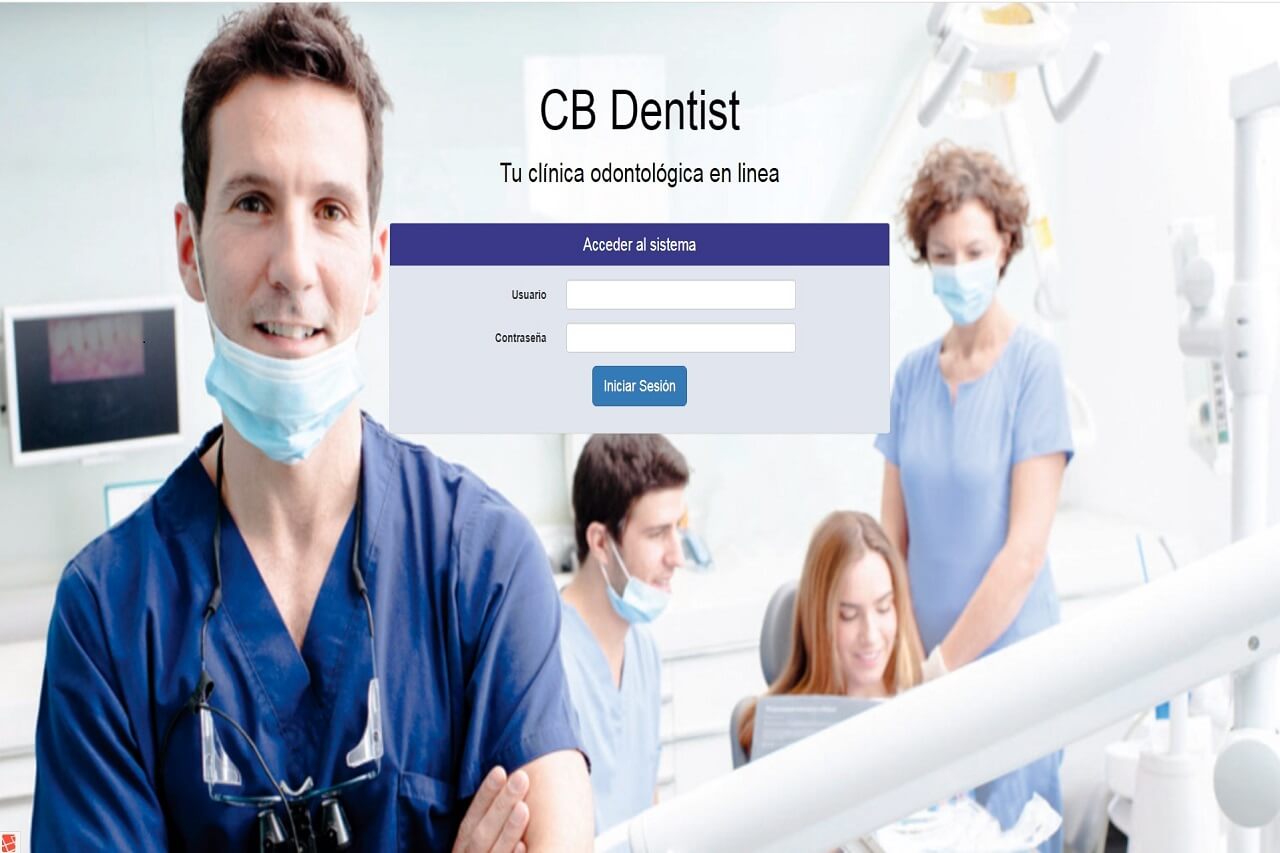 CB Dentist
Tu clínica odontológica en linea
Acceder al sistema
Usuario
Contraseña
Iniciar Sesión